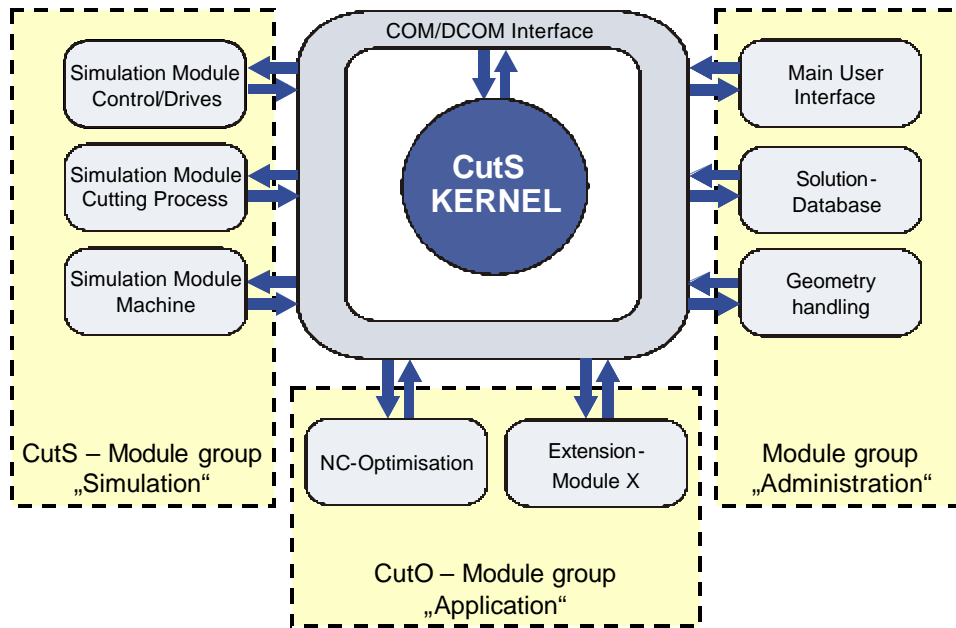 COM/DCOM Interface
CutS
KERNEL
Simulation Module
Control/Drives
Simulation Module
Cutting Process
Simulation Module
Machine
CutS – Module group
„Simulation“
Main User
Interface
Solution-
Database
Geometry
handling
Module group
„Administration“
NC-Optimisation
Extension-
Module X
CutO – Module group
„Application“